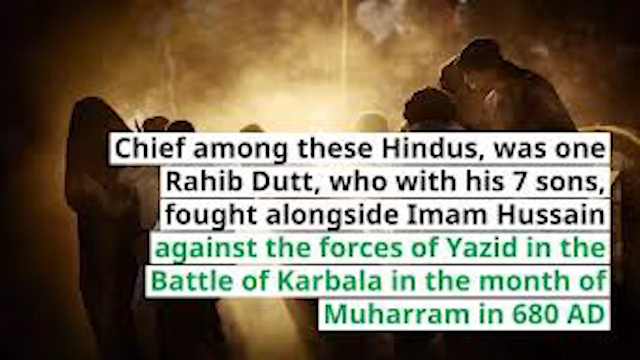 Chief among these Hindus, was one
Rahib Dutt, who with his 7 sons,
fought alongside Imam Hussain
against the forces of Yazid in the
Battle of Karbala in the month of
Muharram in 680 AD